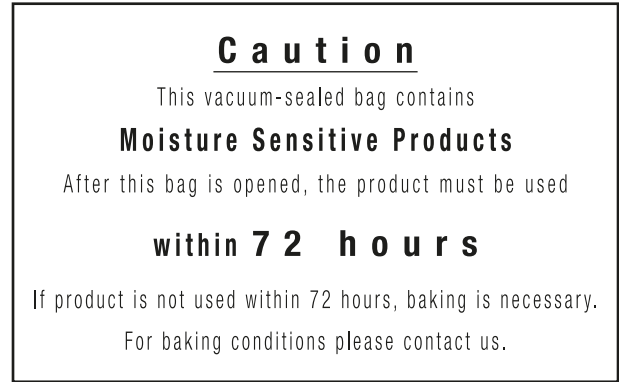 Caution
This vacuum-sealed bag contains
Moisture Sensitive Products
After this bag is opened, the product must be used
within 72 hours
If product is not used within 72 hours, baking is necessary.
For baking conditions please contact us.